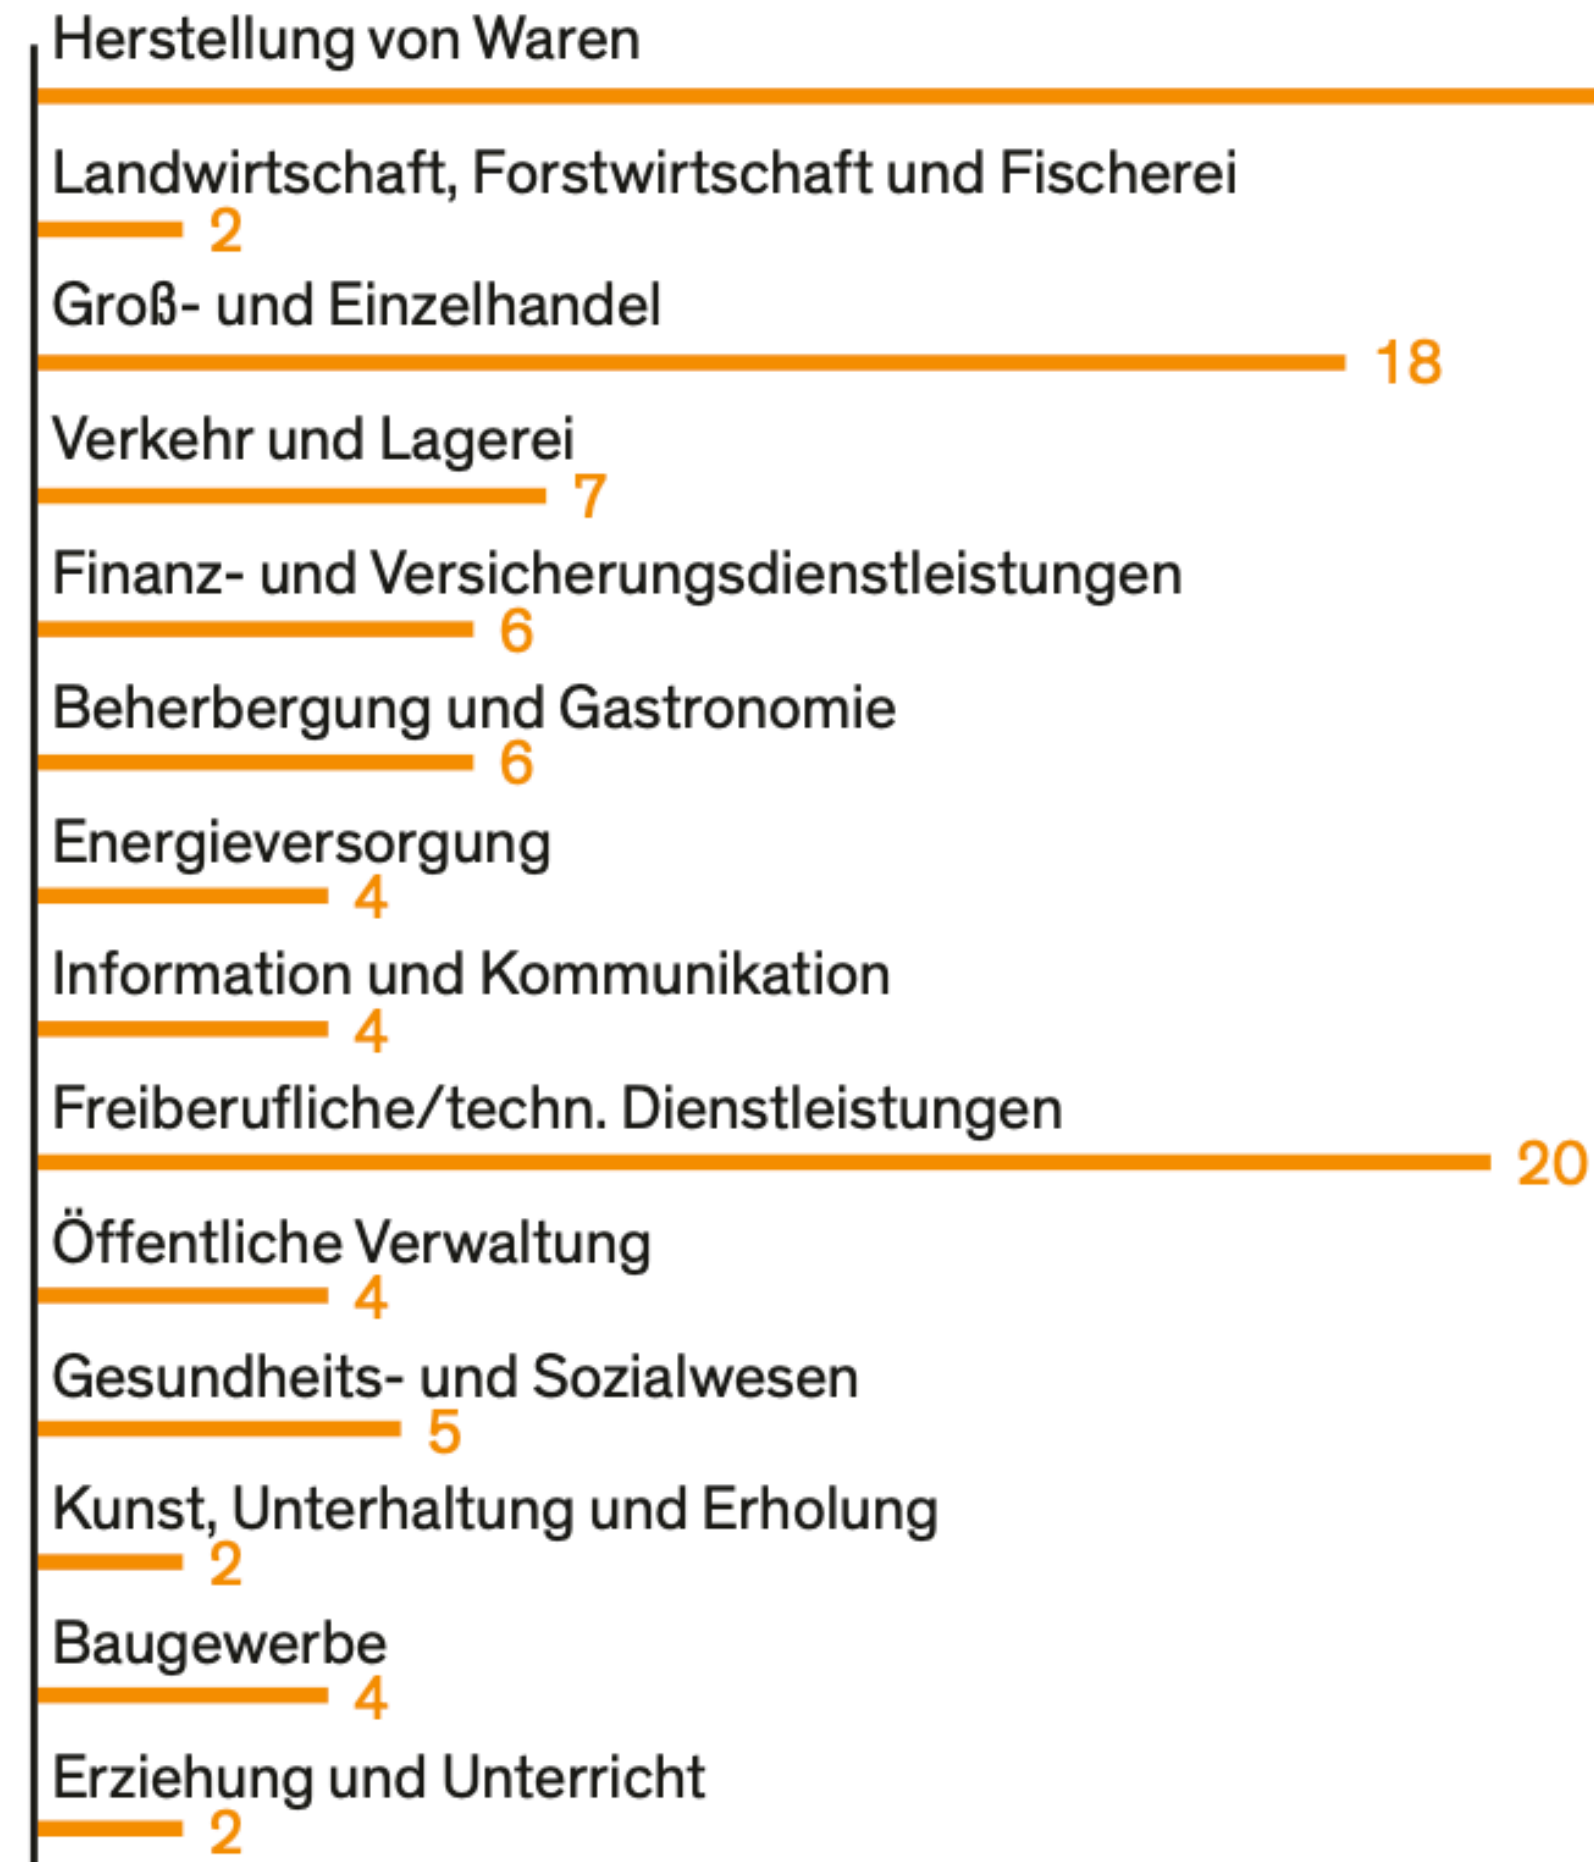 Herstellung von Waren
Landwirtschaft, Forstwirtschaft und Fischerei
2
Groß- und Einzelhandel
18
Verkehr und Lagerei
7
Finanz- und Versicherungsdienstleistungen
6
Beherbergung und Gastronomie
6
Energieversorgung
4
Information und Kommunikation
4
Freiberufliche/techn. Dienstleistungen
20
Öffentliche Verwaltung
4
Gesundheits- und Sozialwesen
5
Kunst, Unterhaltung und Erholung
2
Baugewerbe
4
Erziehung und Unterricht
2